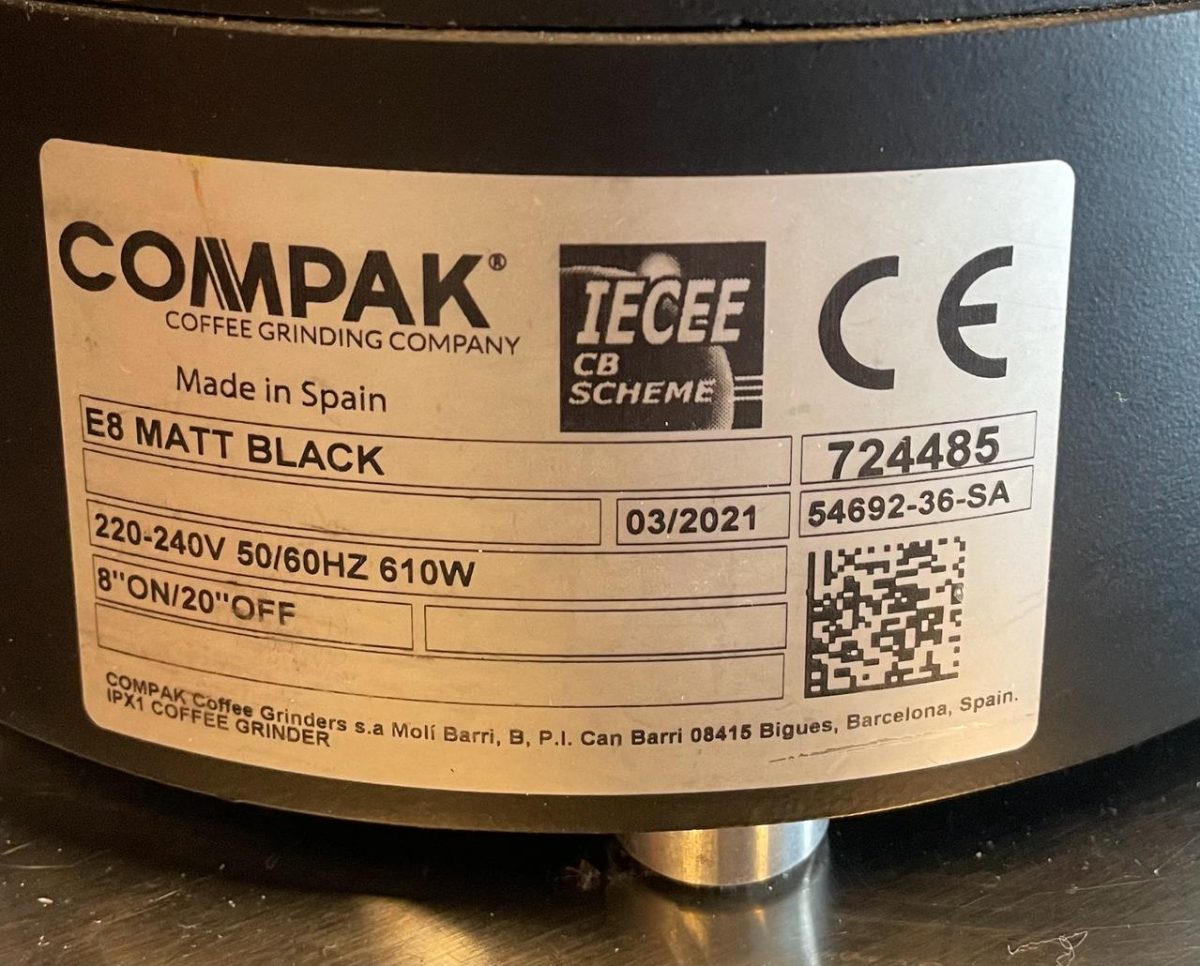 COMPAK®
COFFEE GRINDING COMPANY
Made in Spain
IECEE
CB
SCHEME
CE
E8 MATT BLACK
724485
03/2021
54692-36-SA
220-240V 50/60HZ 610W
8"ON/20"OFF
COMPAK Coffee Grinders s.a Molí Barri, B, P.I. Can Barri 08415 Bigues, Barcelona, Spain.
IPX1 COFFEE GRINDER